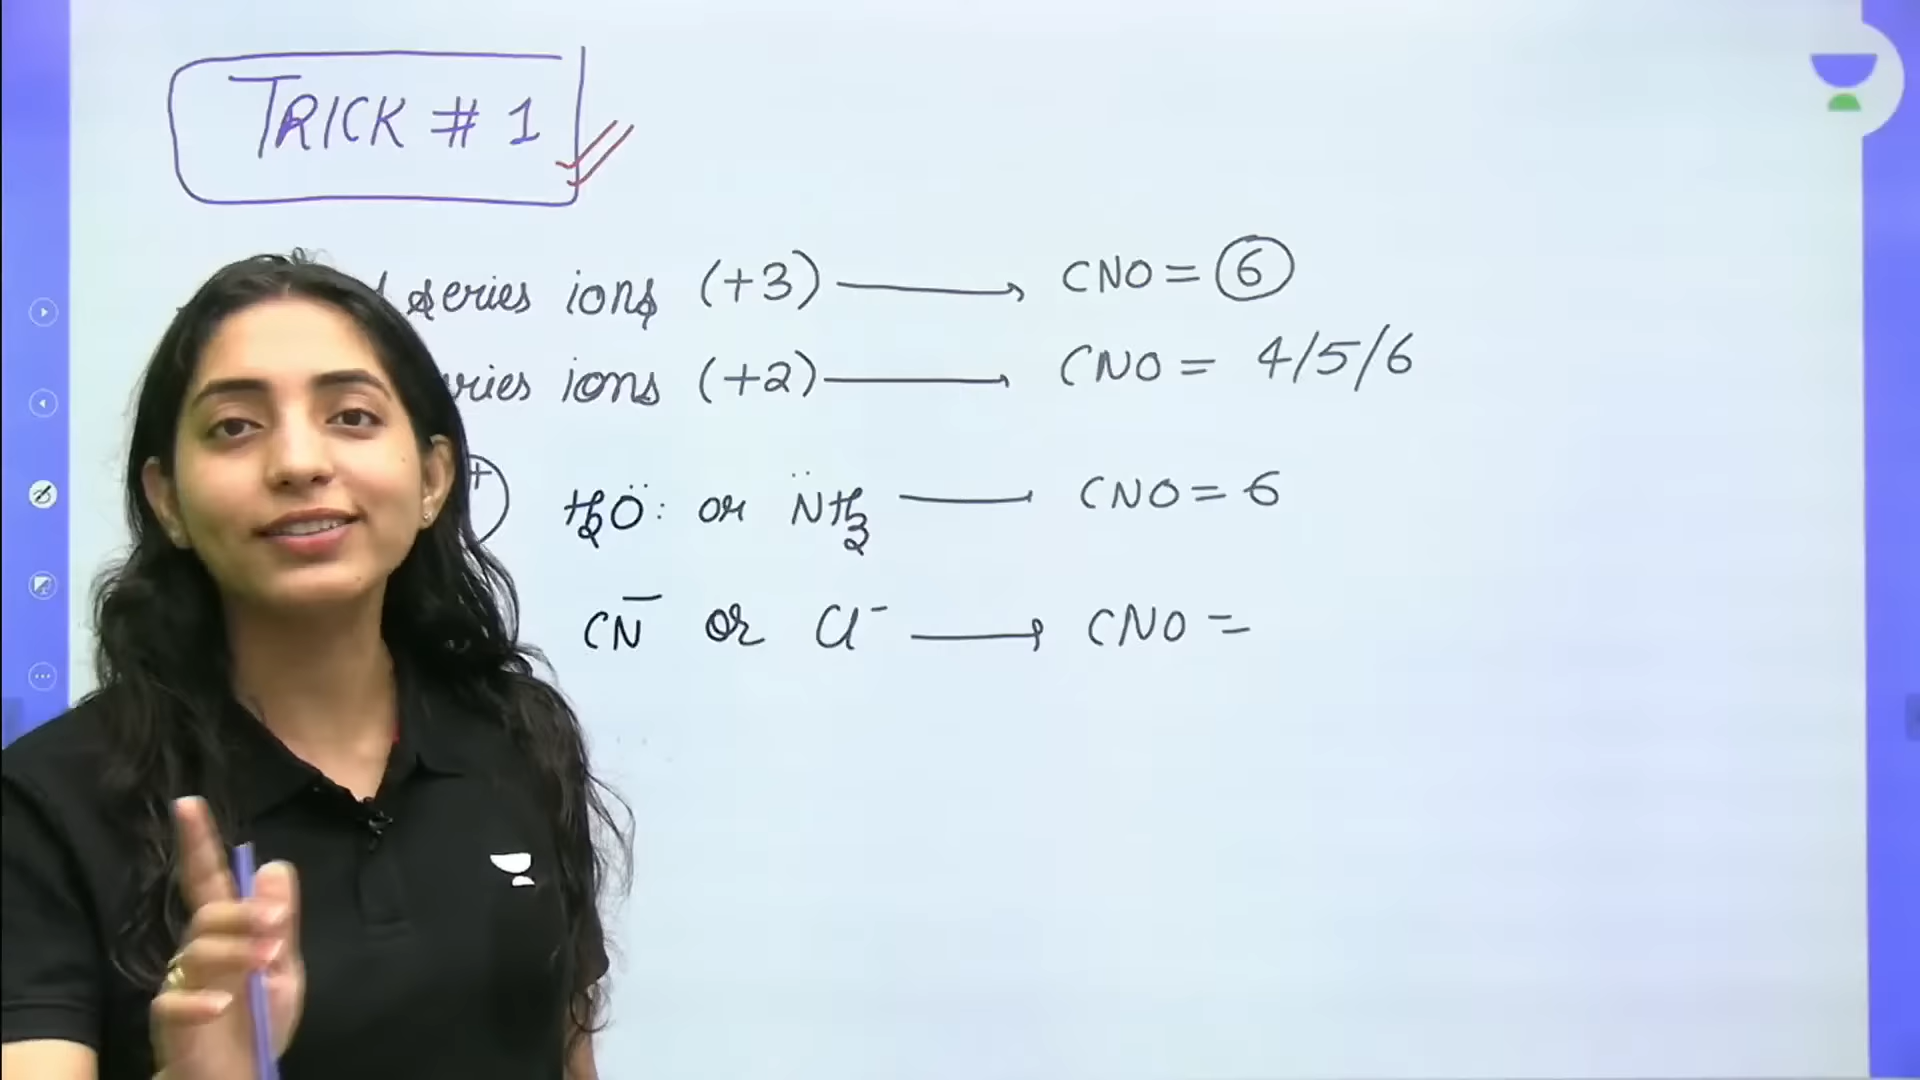 TRICK # 1
series ions (+3) ⟶ CNO = 6
ions (+2) ⟶ CNO = 4/5/6
+ H₂Ö: or N̈H₃ — CNO = 6
CN⁻ or Cl⁻ ⟶ CNO =